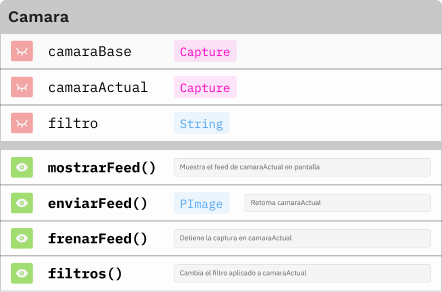 Camara
camaraBase Capture
camaraActual Capture
filtro String
mostrarFeed() Muestra el feed de camaraActual en pantalla
enviarFeed() PImage Retorna camaraActual
frenarFeed() Detiene la captura en camaraActual
filtros() Cambia el filtro aplicado a camaraActual